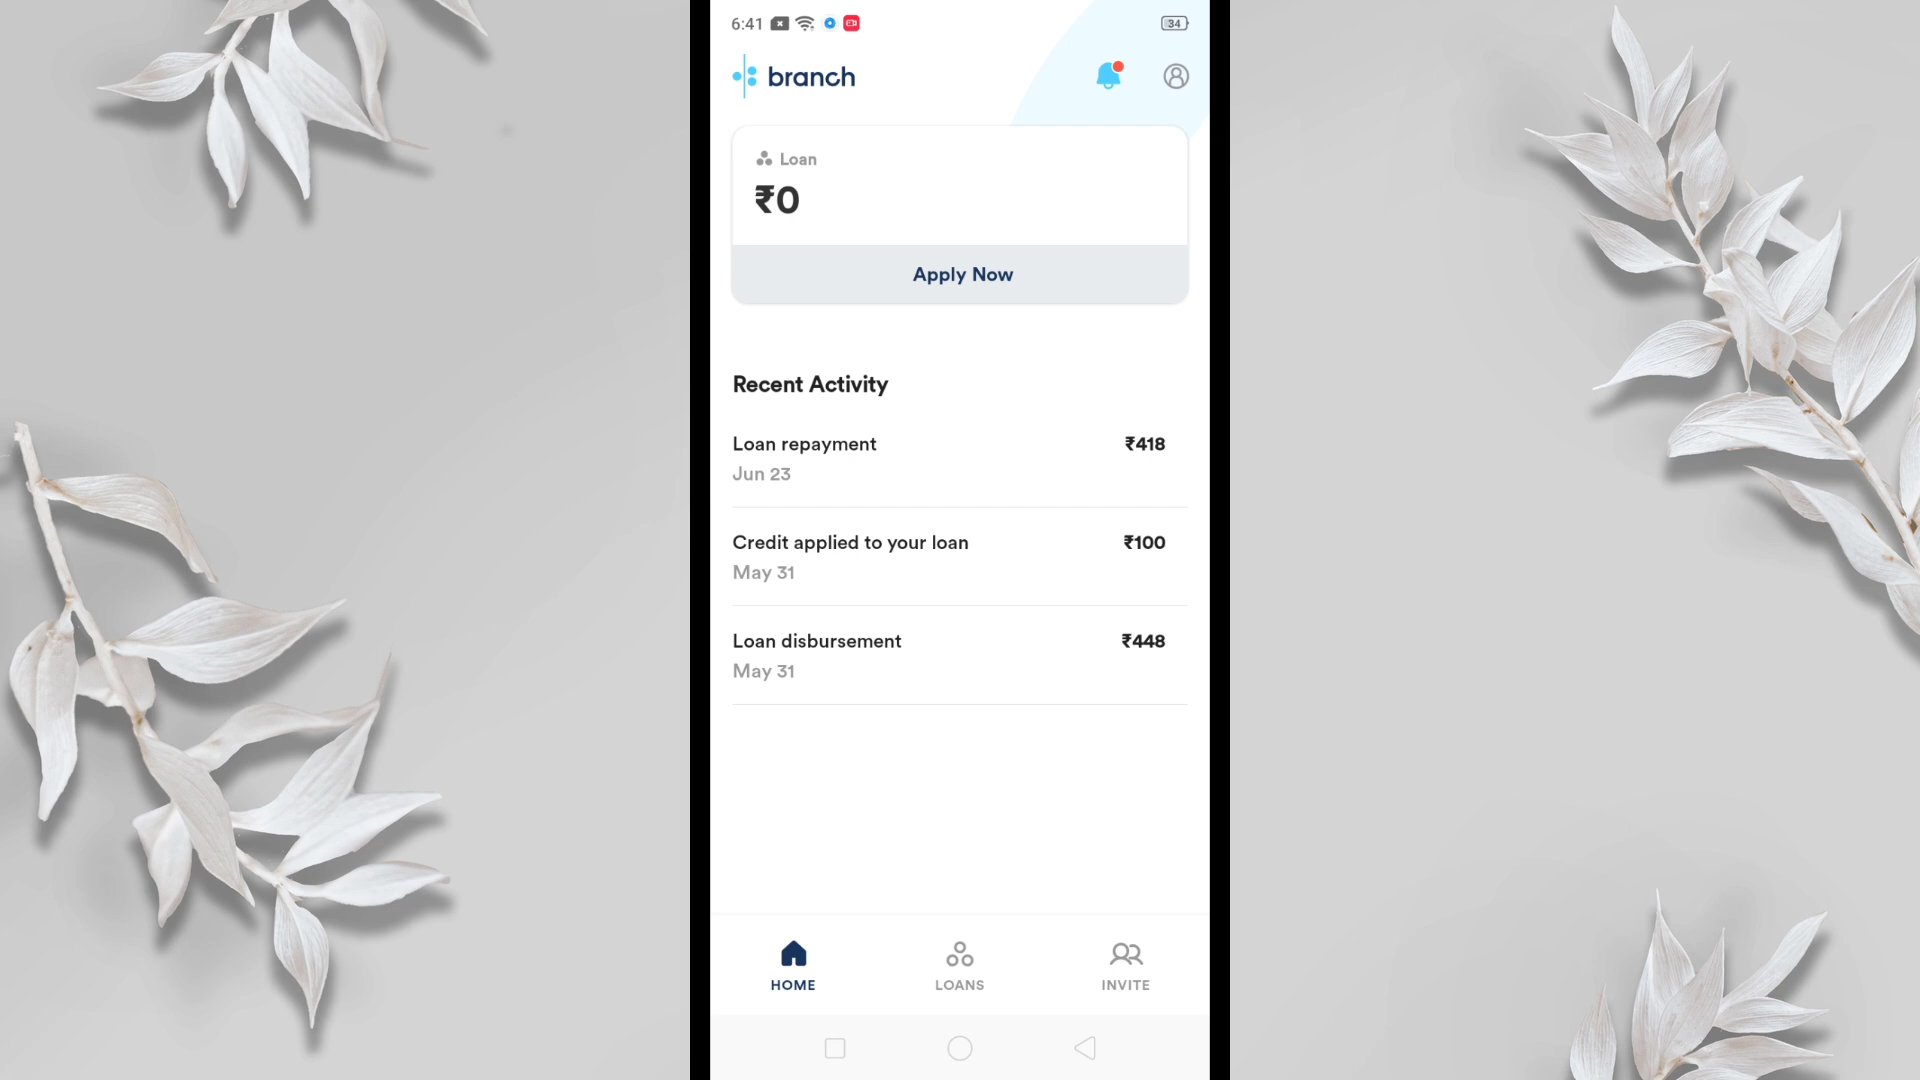 6:41
34
branch
Loan
₹0
Apply Now
Recent Activity
Loan repayment ₹418
Jun 23
Credit applied to your loan ₹100
May 31
Loan disbursement ₹448
May 31
HOME LOANS INVITE